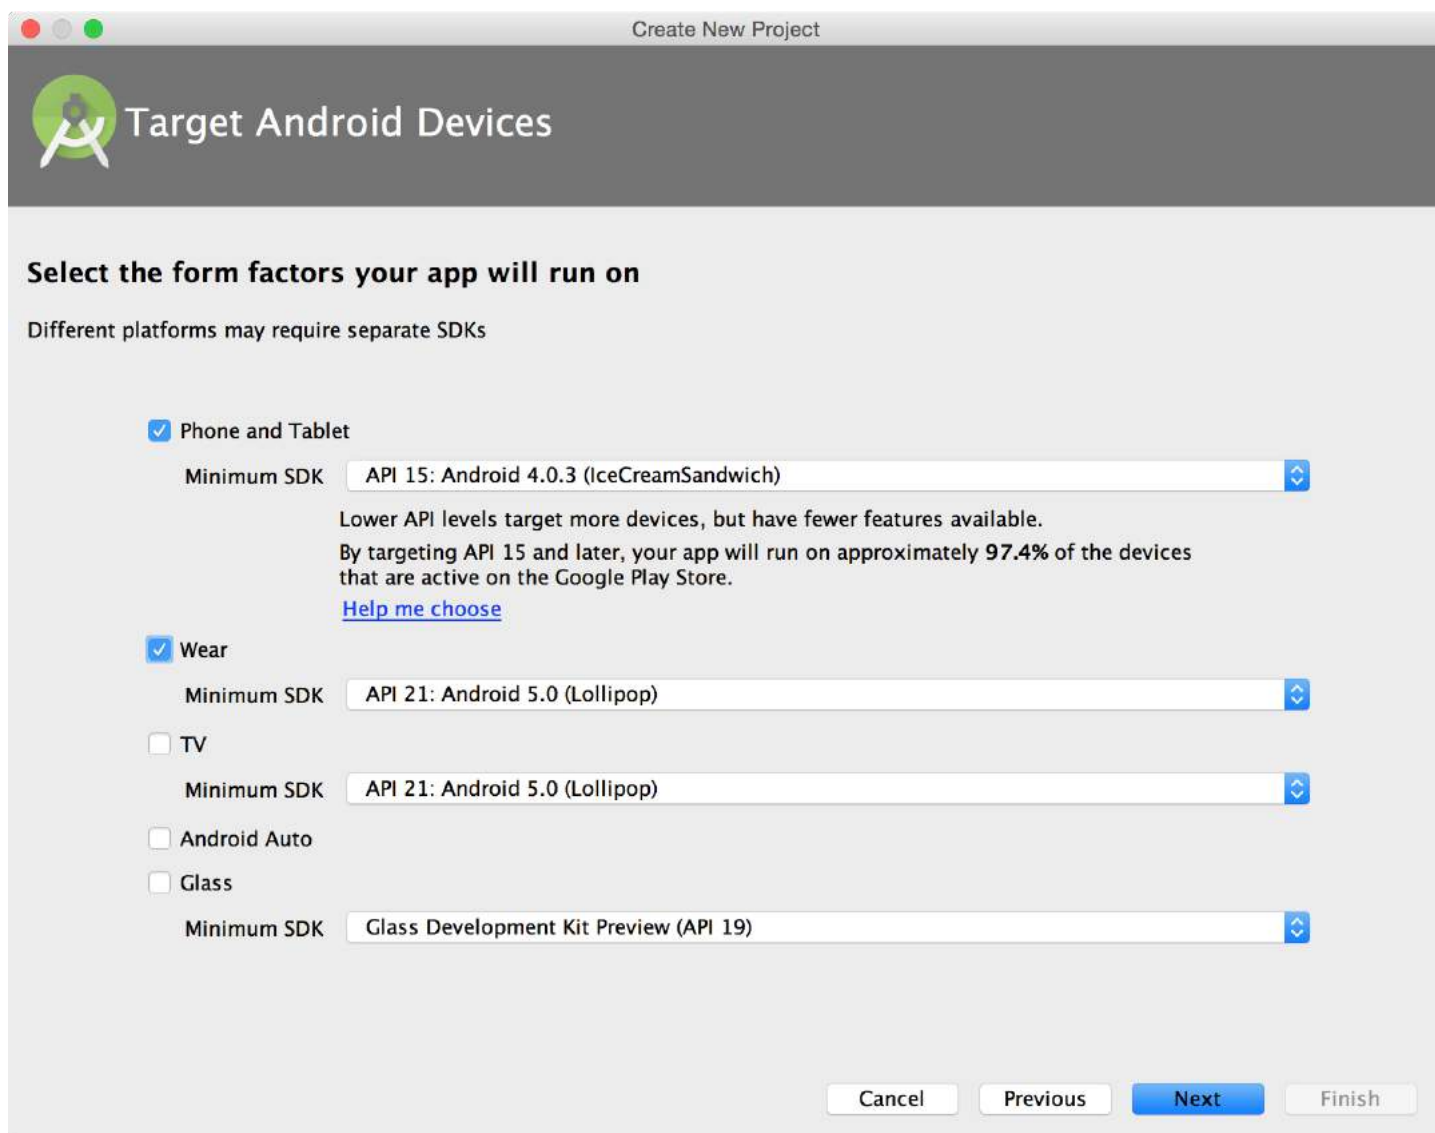 Create New Project
Target Android Devices
Select the form factors your app will run on
Different platforms may require separate SDKs
Phone and Tablet
Minimum SDK API 15: Android 4.0.3 (IceCreamSandwich)
Lower API levels target more devices, but have fewer features available.
By targeting API 15 and later, your app will run on approximately 97.4% of the devices
that are active on the Google Play Store.
Help me choose
Wear
Minimum SDK API 21: Android 5.0 (Lollipop)
TV
Minimum SDK API 21: Android 5.0 (Lollipop)
Android Auto
Glass
Minimum SDK Glass Development Kit Preview (API 19)
Cancel Previous Next Finish